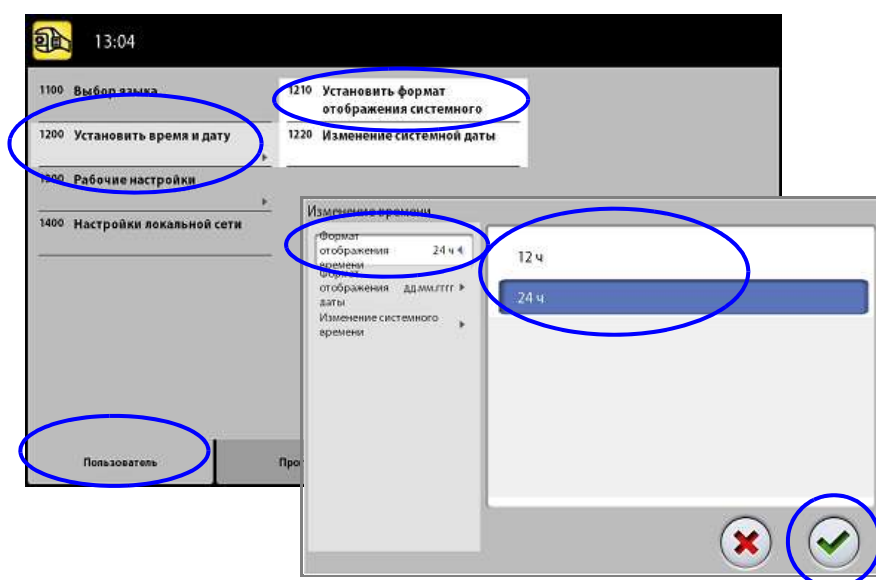 13:04
1100 Выбор языка
1210 Установить формат
отображения системного
1200 Установить время и дату
1220 Изменение системной даты
1300 Рабочие настройки
1400 Настройки локальной сети
Пользователь
Про
Изменение времени
Формат
отображения 24 ч
времени
Формат
отображения дд.мм.гггг
даты
Изменение системного
времени
12 ч
24 ч